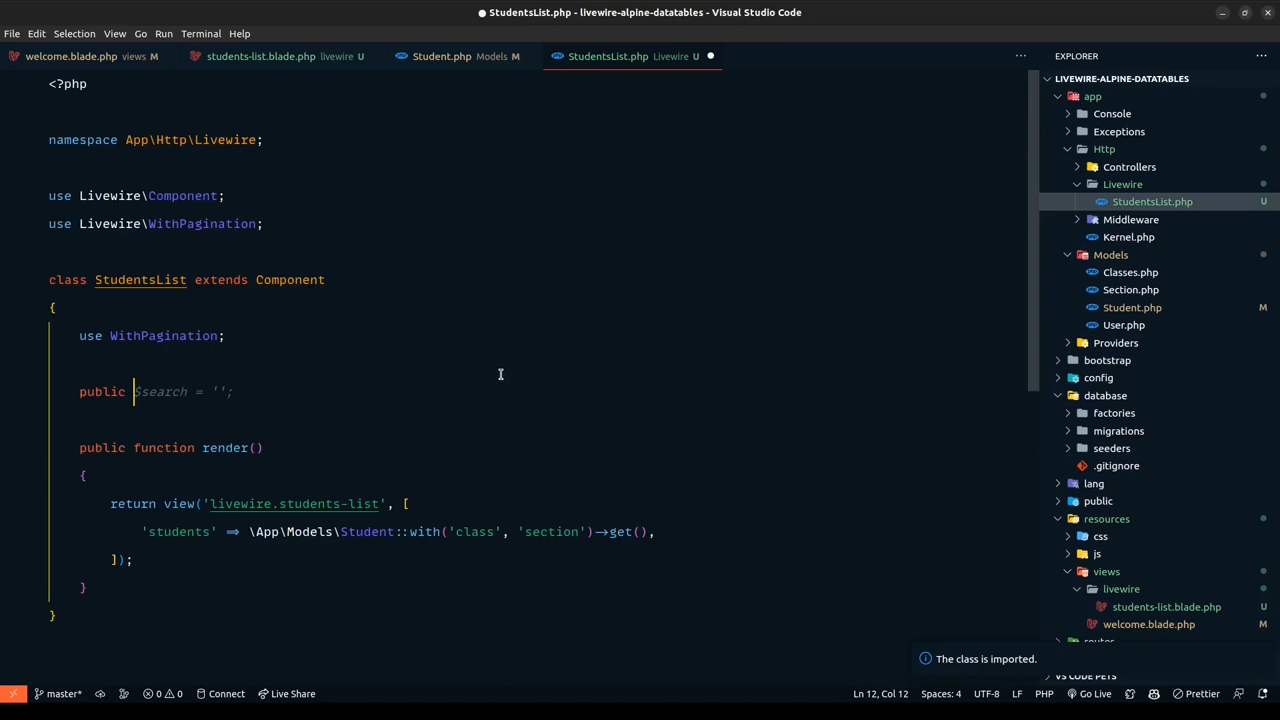 StudentsList.php - livewire-alpine-datatables - Visual Studio Code
File Edit Selection View Go Run Terminal Help
welcome.blade.php views M
students-list.blade.php livewire U
Student.php Models M
StudentsList.php Livewire U
<?php
namespace App\Http\Livewire;
use Livewire\Component;
use Livewire\WithPagination;
class StudentsList extends Component
{
use WithPagination;
public $search = '';
public function render()
{
return view('livewire.students-list', [
'students' => \App\Models\Student::with('class', 'section')->get(),
]);
}
}
EXPLORER
LIVEWIRE-ALPINE-DATATABLES
app
Console
Exceptions
Http
Controllers
Livewire
StudentsList.php U
Middleware
Kernel.php
Models
Classes.php
Section.php
Student.php M
User.php
Providers
bootstrap
config
database
factories
migrations
seeders
.gitignore
lang
public
resources
css
js
views
livewire
students-list.blade.php U
welcome.blade.php M
routes
The class is imported.
VS CODE PETS
master* 0 0 Connect Live Share Ln 12, Col 12 Spaces: 4 UTF-8 LF PHP Go Live Prettier